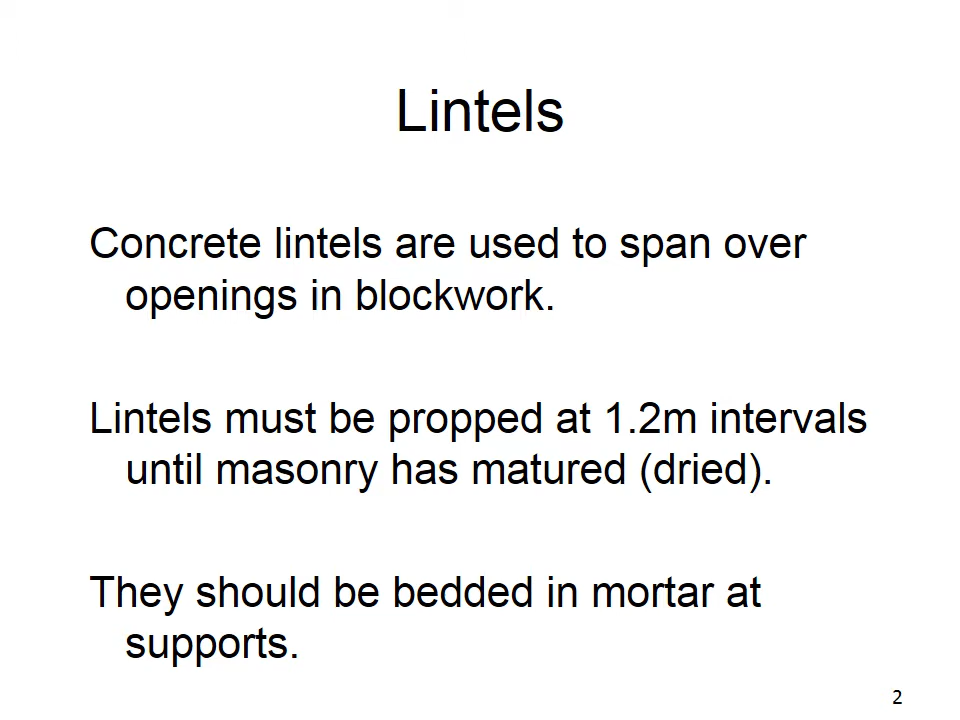 Lintels
Concrete lintels are used to span over
openings in blockwork.
Lintels must be propped at 1.2m intervals
until masonry has matured (dried).
They should be bedded in mortar at
supports.
2